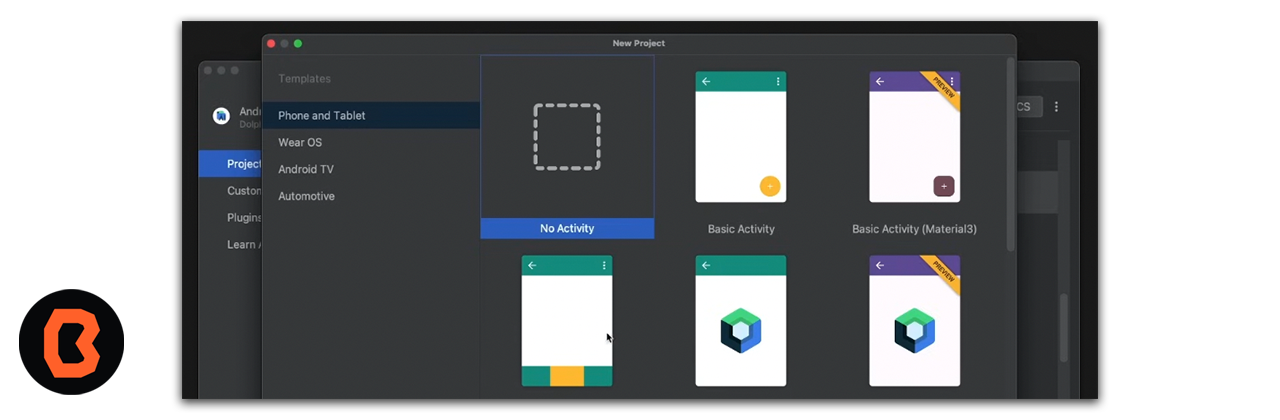 New Project
Templates
Phone and Tablet
Wear OS
Android TV
Automotive
No Activity
Basic Activity
PREVIEW
Basic Activity (Material3)
PREVIEW
Andr
Dolp
Project
Custom
Plugins
Learn A
CS